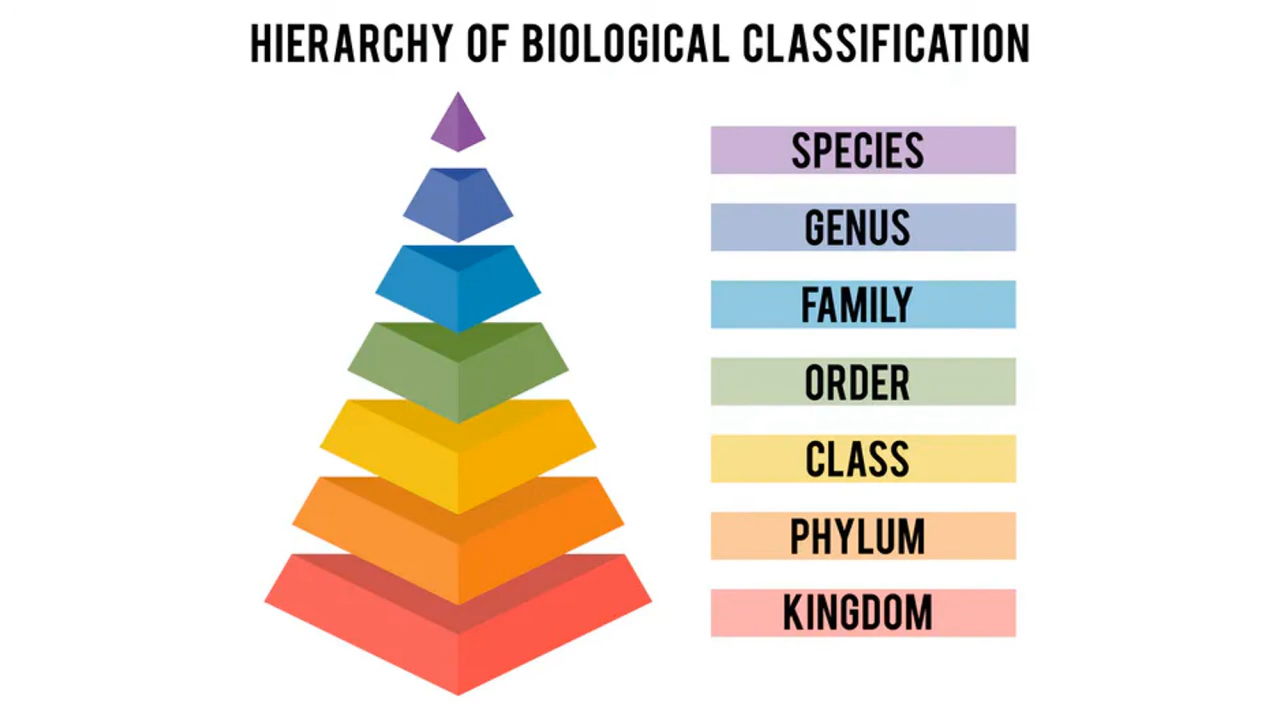 HIERARCHY OF BIOLOGICAL CLASSIFICATION
SPECIES
GENUS
FAMILY
ORDER
CLASS
PHYLUM
KINGDOM